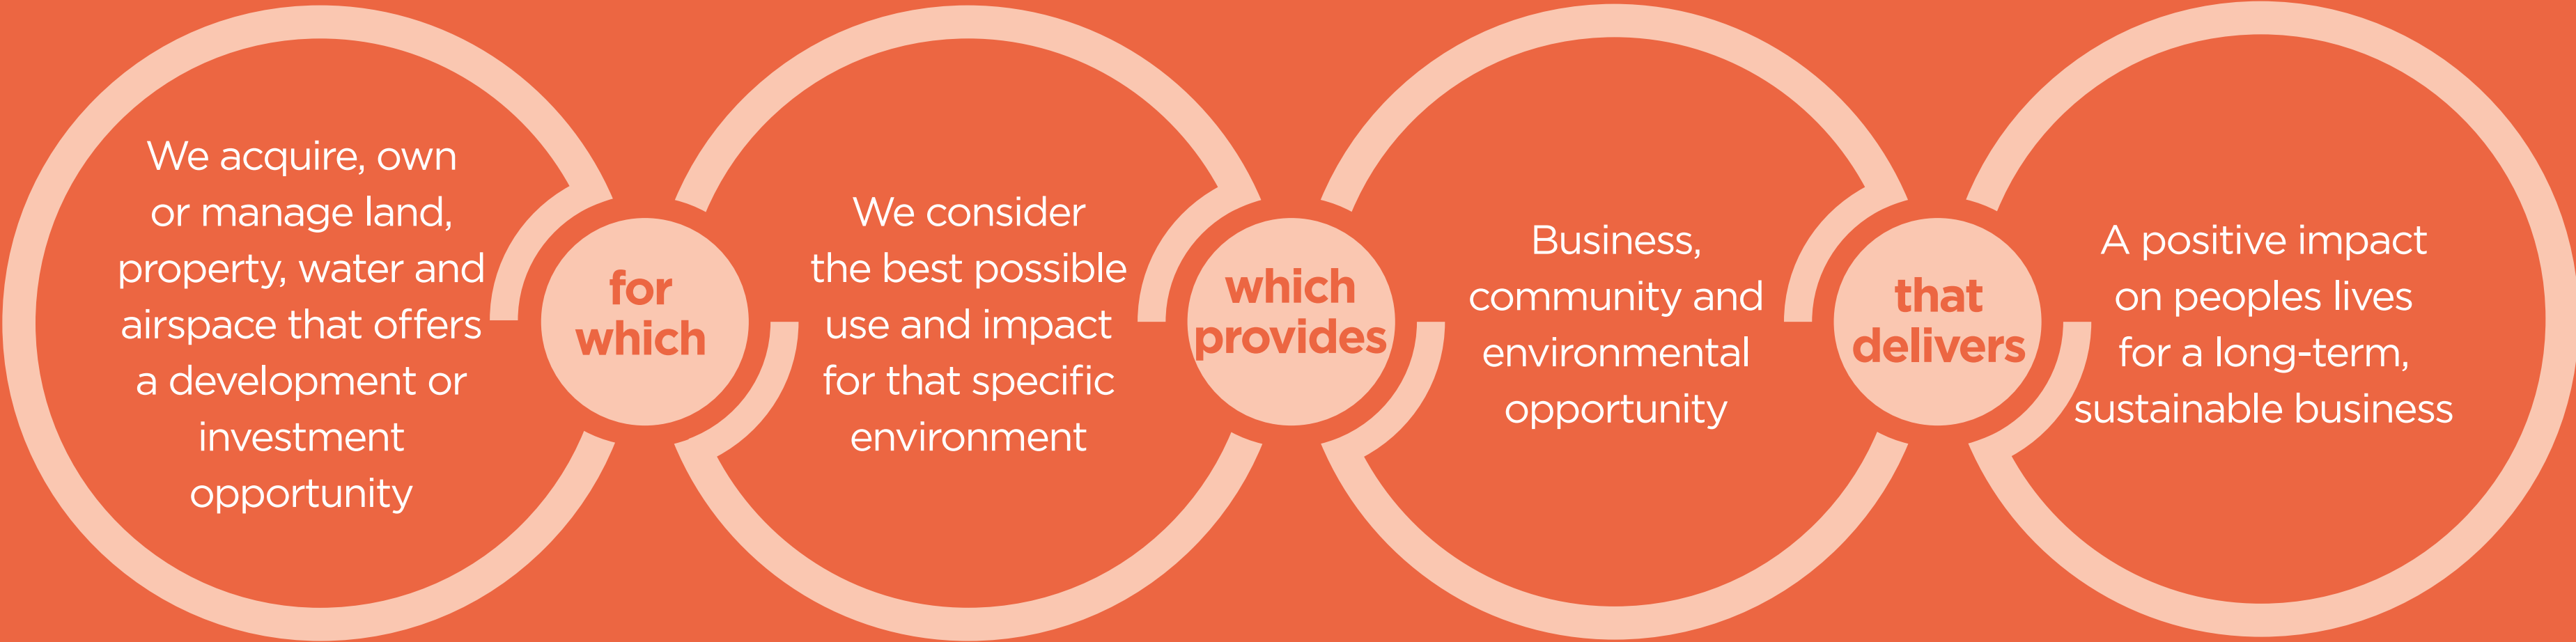 We acquire, own
or manage land,
property, water and
airspace that offers
a development or
investment
opportunity
for
which
We consider
the best possible
use and impact
for that specific
environment
which
provides
Business,
community and
environmental
opportunity
that
delivers
A positive impact
on peoples lives
for a long-term,
sustainable business